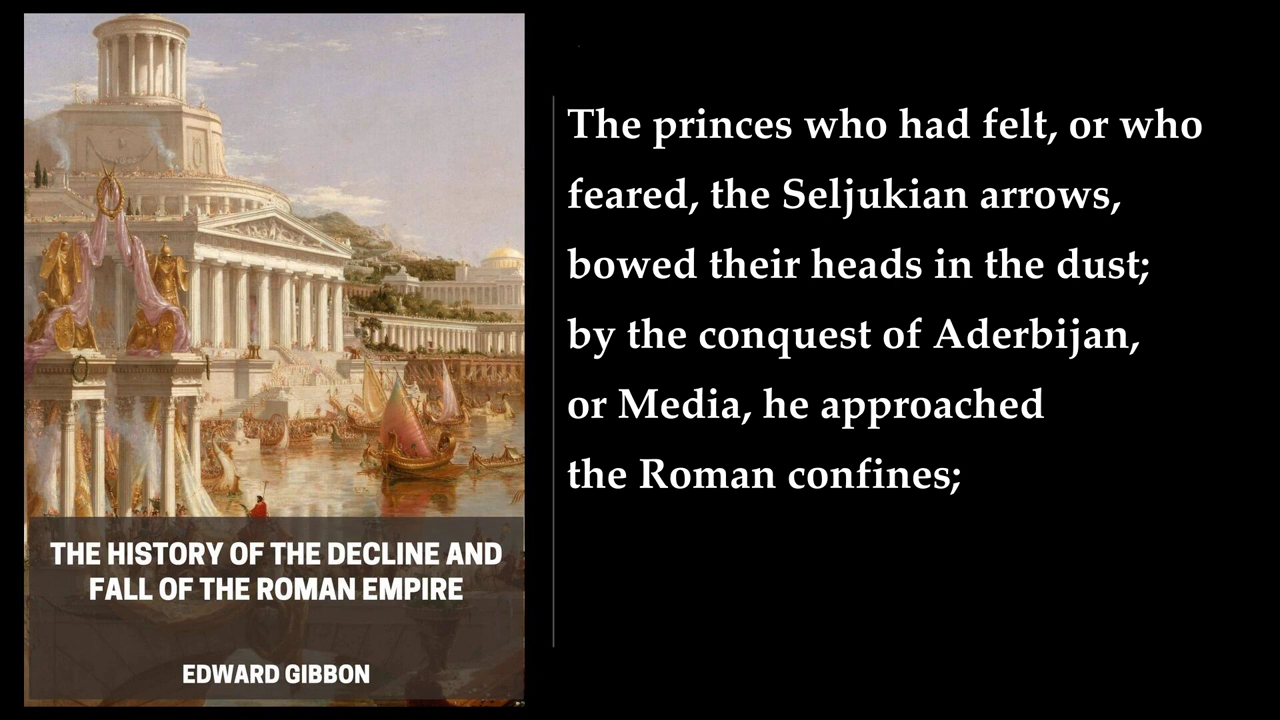 THE HISTORY OF THE DECLINE AND
FALL OF THE ROMAN EMPIRE
EDWARD GIBBON
The princes who had felt, or who
feared, the Seljukian arrows,
bowed their heads in the dust;
by the conquest of Aderbijan,
or Media, he approached
the Roman confines;